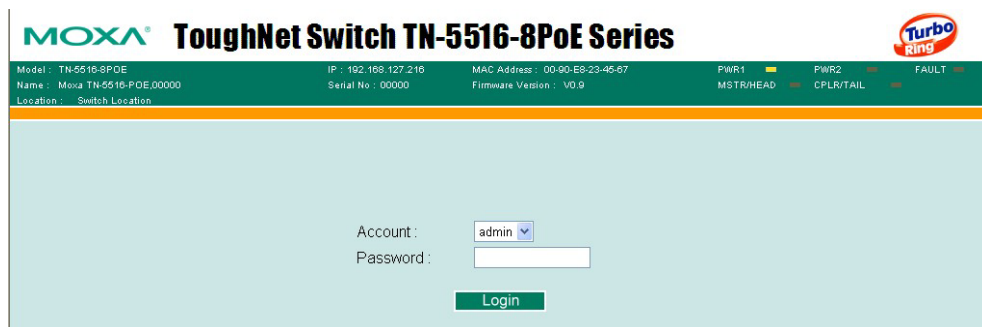 MOXA® ToughNet Switch TN-5516-8PoE Series
Turbo Ring
Model : TN-5516-8POE IP : 192.168.127.216 MAC Address : 00-90-E8-23-45-67 PWR1 PWR2 FAULT
Name : Moxa TN-5516-POE,00000 Serial No : 00000 Firmware Version : V0.9 MSTR/HEAD CPLR/TAIL
Location : Switch Location
Account : admin
Password :
Login